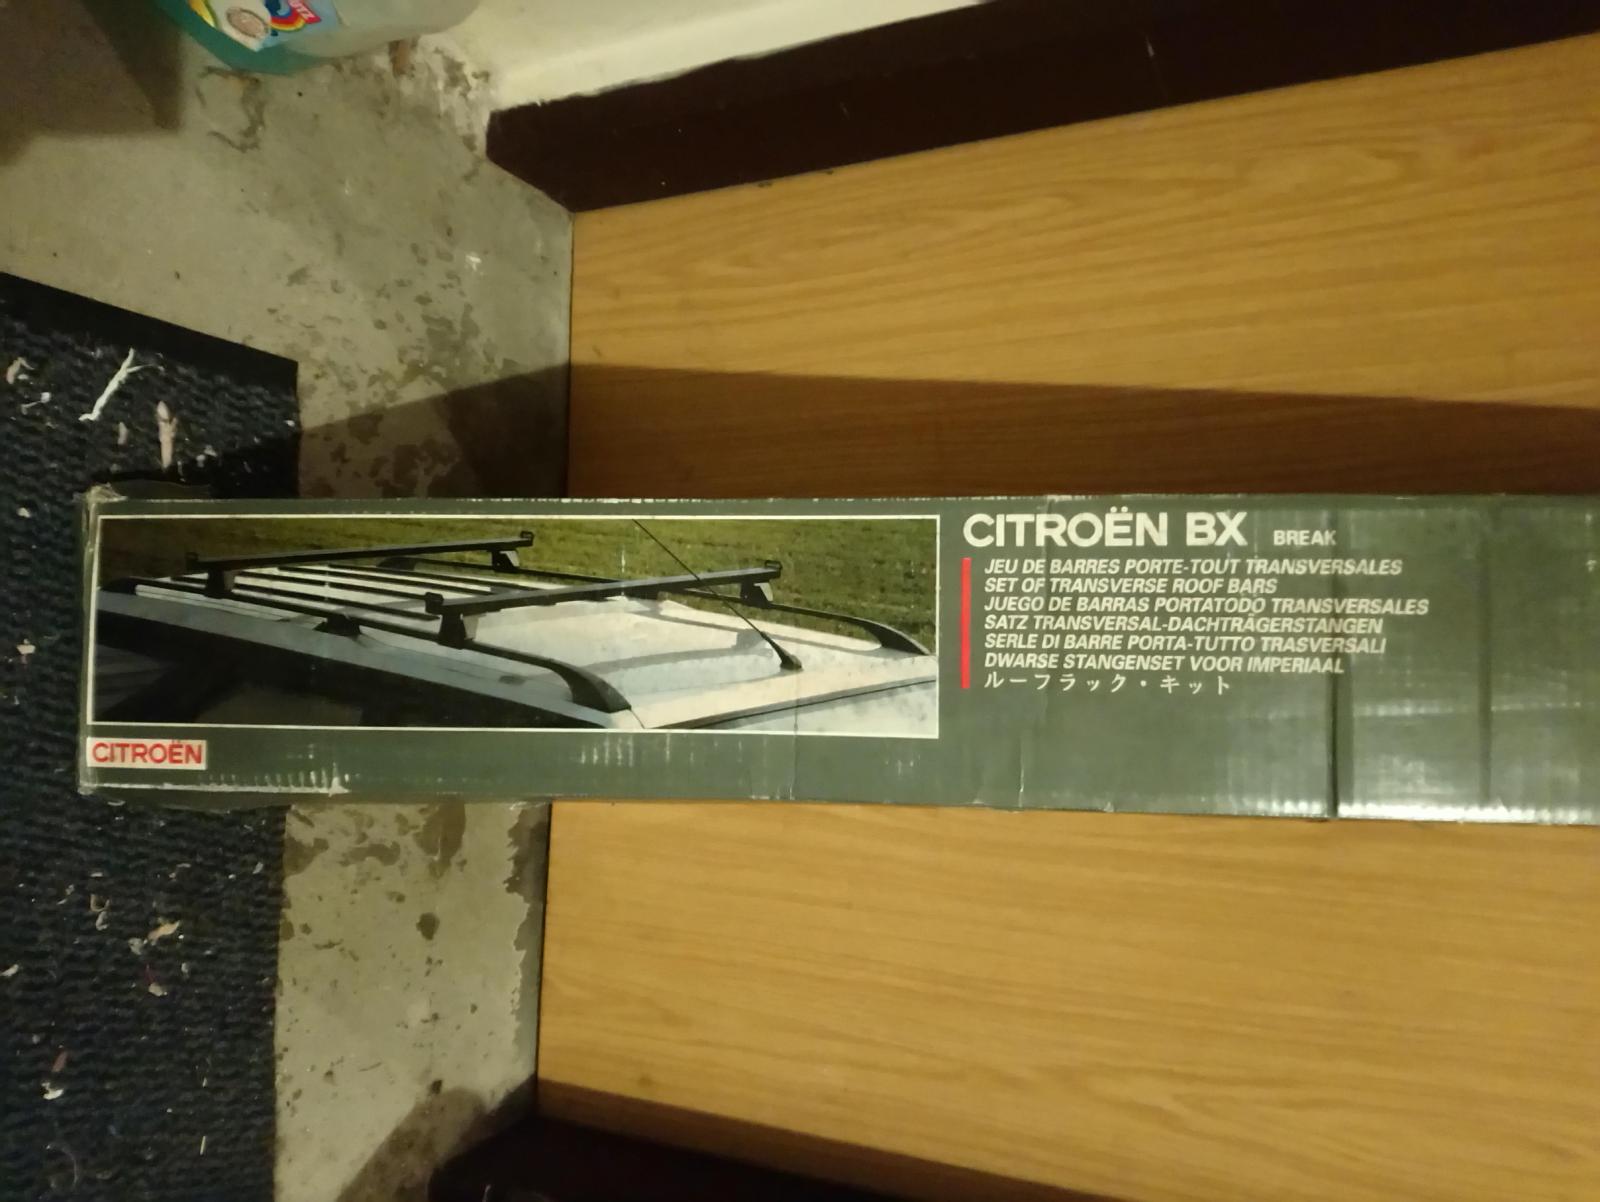 CITROËN BX BREAK
JEU DE BARRES PORTE-TOUT TRANSVERSALES
SET OF TRANSVERSE ROOF BARS
JUEGO DE BARRAS PORTATODO TRANSVERSALES
SATZ TRANSVERSAL-DACHTRÄGERSTANGEN
SERLE DI BARRE PORTA-TUTTO TRASVERSALI
DWARSE STANGENSET VOOR IMPERIAAL
ルーフラック・キット
CITROËN